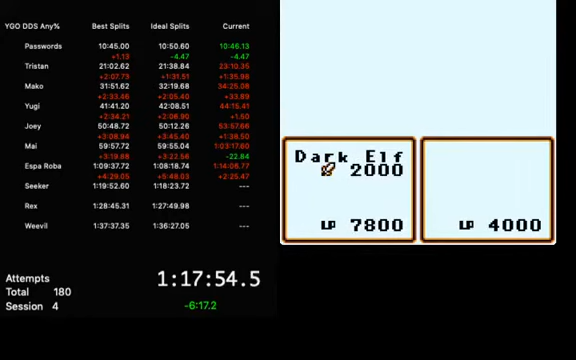 YGO DDS Any% Best Splits Ideal Splits Current
Passwords 10:45.00 10:50.60 10:46.13
+1.13 -4.47 -4.47
Tristan 21:02.62 21:38.84 23:10.35
+2:07.73 +1:31.51 +1:35.98
Mako 31:51.62 32:19.68 34:25.08
+2:33.46 +2:05.40 +33.89
Yugi 41:41.20 42:08.51 44:15.41
+2:34.21 +2:06.90 +1.50
Joey 50:48.72 50:12.26 53:57.66
+3:08.94 +3:45.40 +1:38.50
Mai 59:57.72 59:55.04 1:03:17.60
+3:19.88 +3:22.56 -22.84
Espa Roba 1:09:37.72 1:08:18.74 1:14:06.77
+4:29.05 +5:48.03 +2:25.47
Seeker 1:19:52.60 1:18:23.72 ---
Rex 1:28:45.31 1:27:49.98 ---
Weevil 1:37:37.35 1:36:27.05 ---
Attempts
Total 180
Session 4
1:17:54.5
-6:17.2
Dark Elf
2000
LP 7800
LP 4000